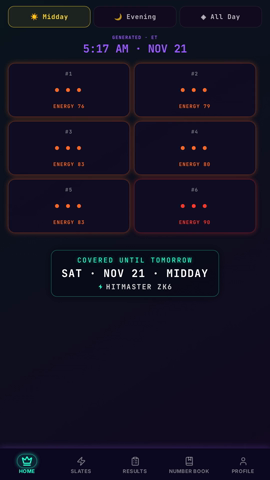 Midday
Evening
All Day
GENERATED · ET
5:17 AM · NOV 21
#1
#2
ENERGY 76
ENERGY 79
#3
#4
ENERGY 83
ENERGY 80
#5
#6
ENERGY 83
ENERGY 90
COVERED UNTIL TOMORROW
SAT · NOV 21 · MIDDAY
HITMASTER ZK6
HOME
SLATES
RESULTS
NUMBER BOOK
PROFILE